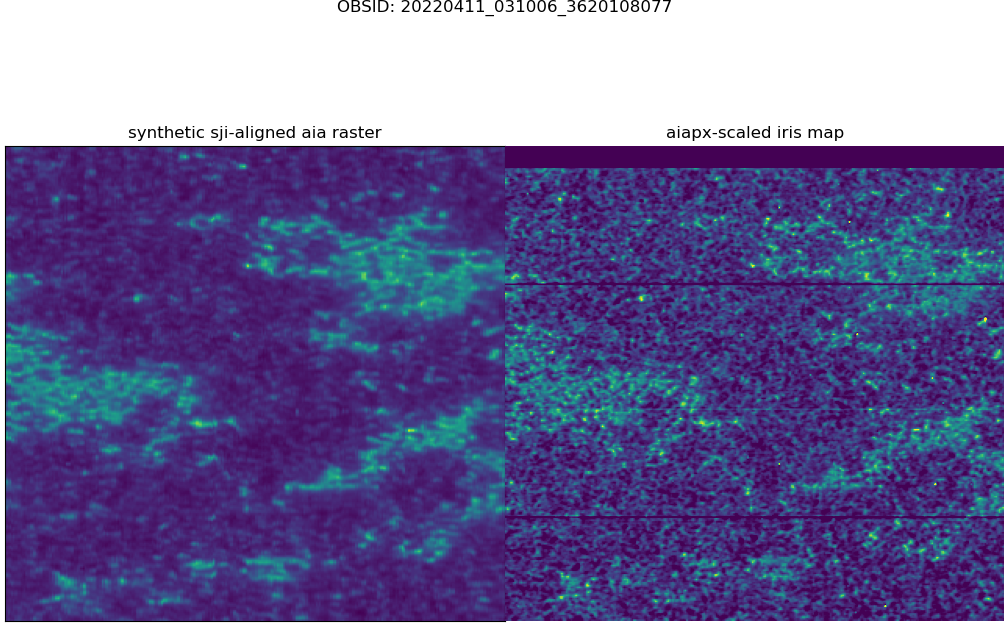 OBSID: 20220411_031006_3620108077
synthetic sji-aligned aia raster
aiapx-scaled iris map